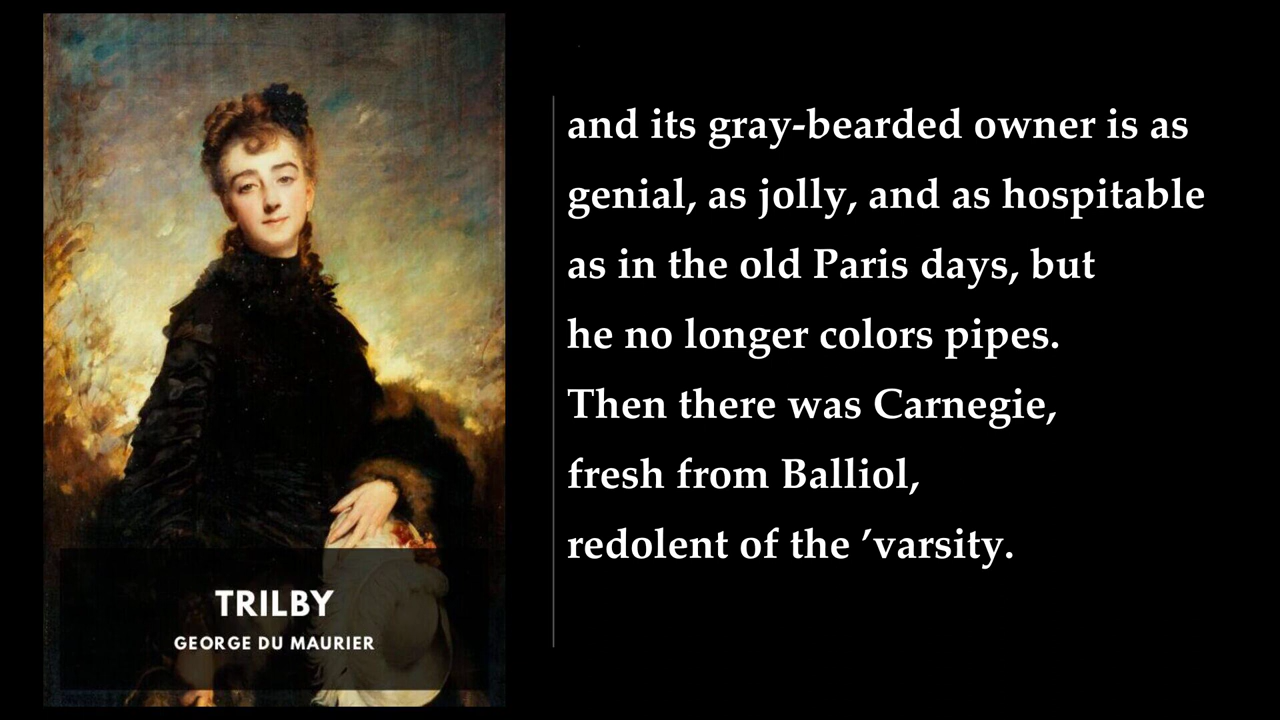 TRILBY
GEORGE DU MAURIER
and its gray-bearded owner is as
genial, as jolly, and as hospitable
as in the old Paris days, but
he no longer colors pipes.
Then there was Carnegie,
fresh from Balliol,
redolent of the ’varsity.